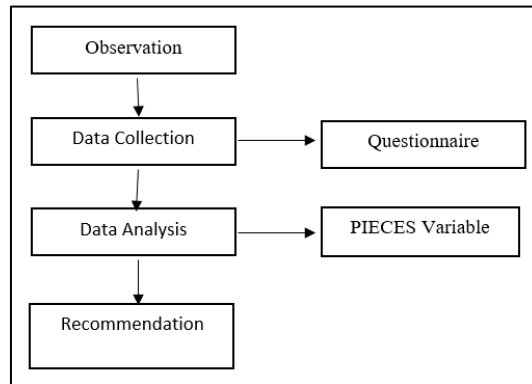 Observation
Data Collection
Questionnaire
Data Analysis
PIECES Variable
Recommendation